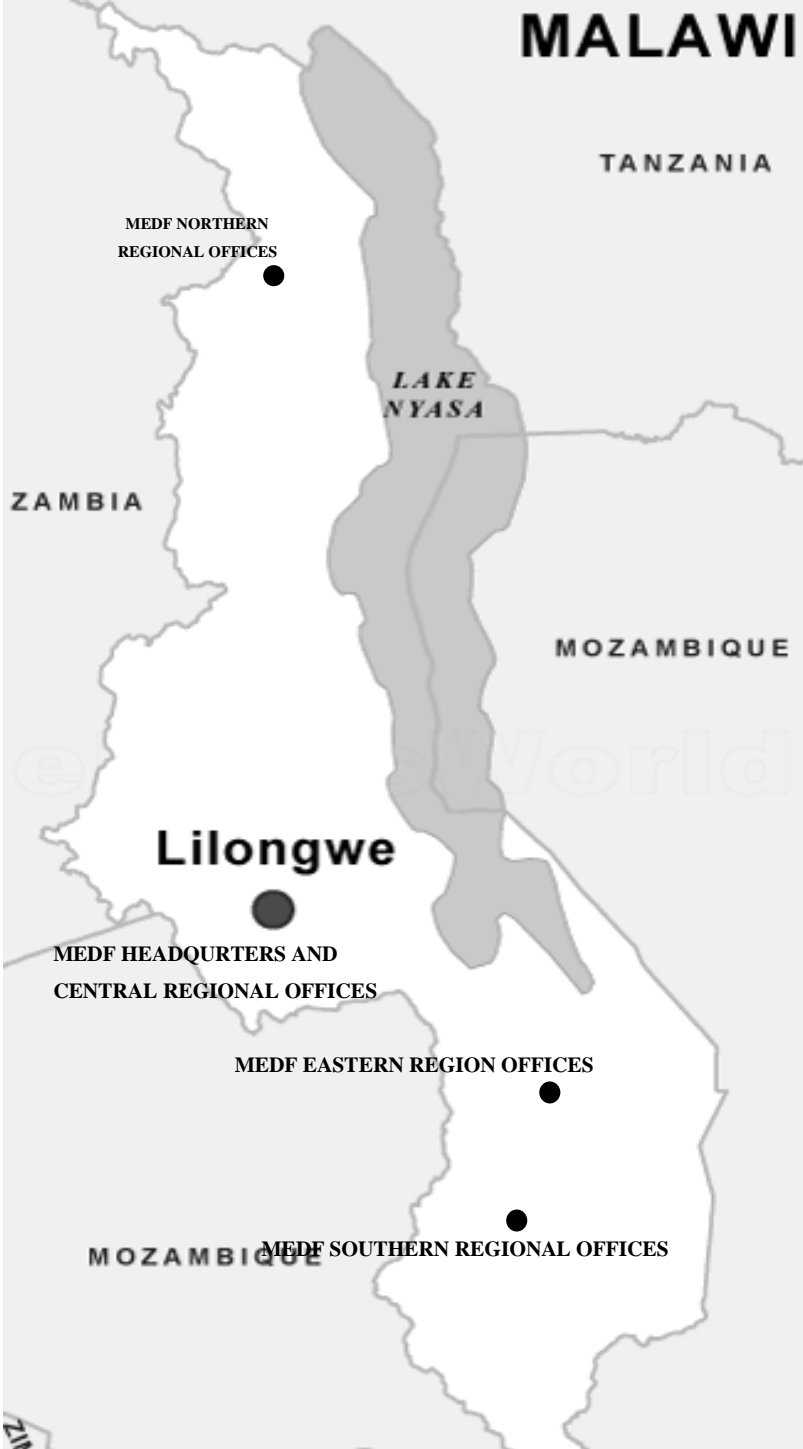 MALAWI
TANZANIA
MEDF NORTHERN
REGIONAL OFFICES
LAKE
NYASA
ZAMBIA
MOZAMBIQUE
World
Lilongwe
MEDF HEADQURTERS AND
CENTRAL REGIONAL OFFICES
MEDF EASTERN REGION OFFICES
MEDF SOUTHERN REGIONAL OFFICES
MOZAMBIQUE